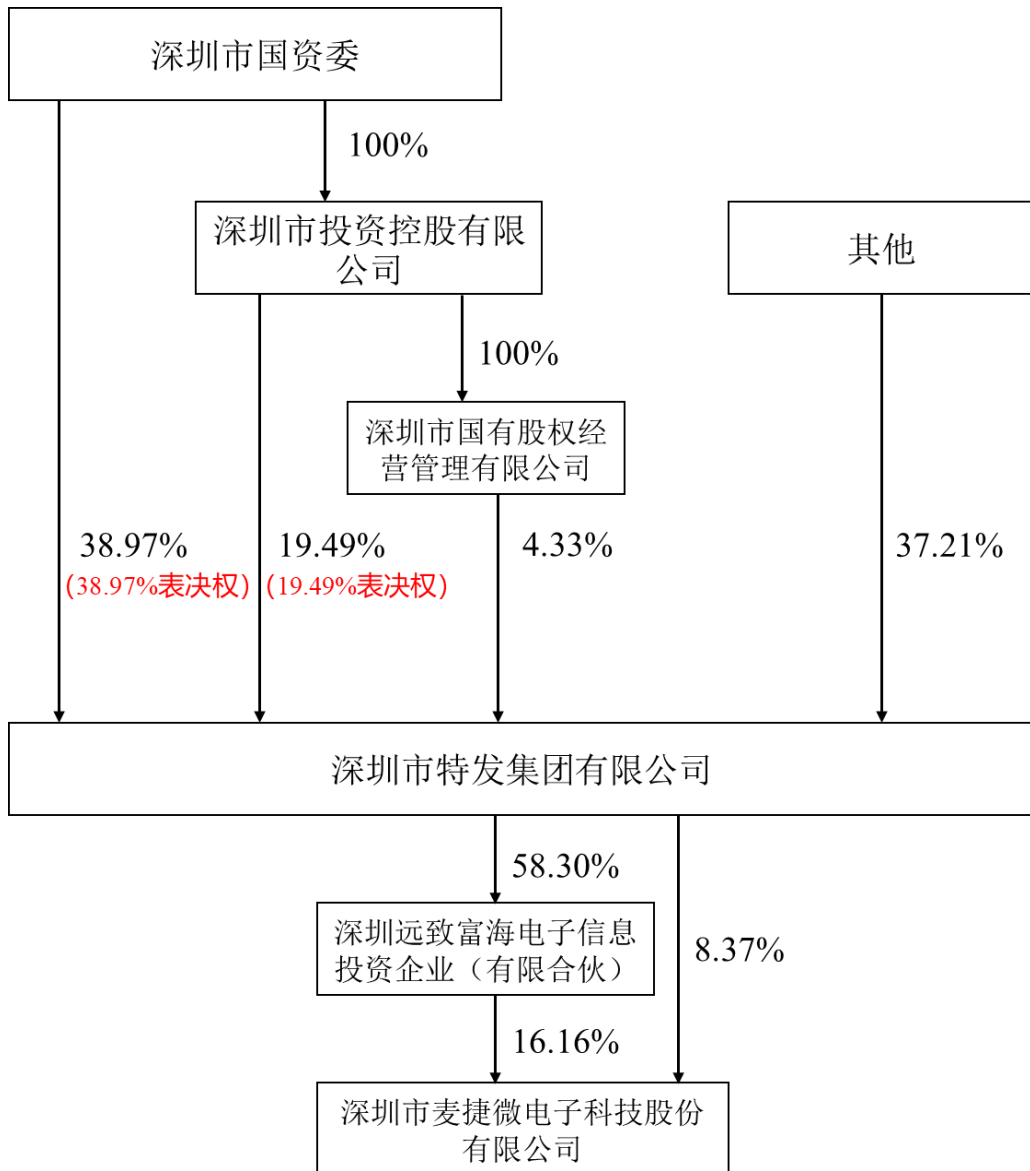 深圳市国资委
100%
深圳市投资控股有限
公司
其他
100%
深圳市国有股权经
营管理有限公司
38.97%
（38.97%表决权）
19.49%
（19.49%表决权）
4.33%
37.21%
深圳市特发集团有限公司
58.30%
深圳远致富海电子信息
投资企业（有限合伙）
8.37%
16.16%
深圳市麦捷微电子科技股份
有限公司